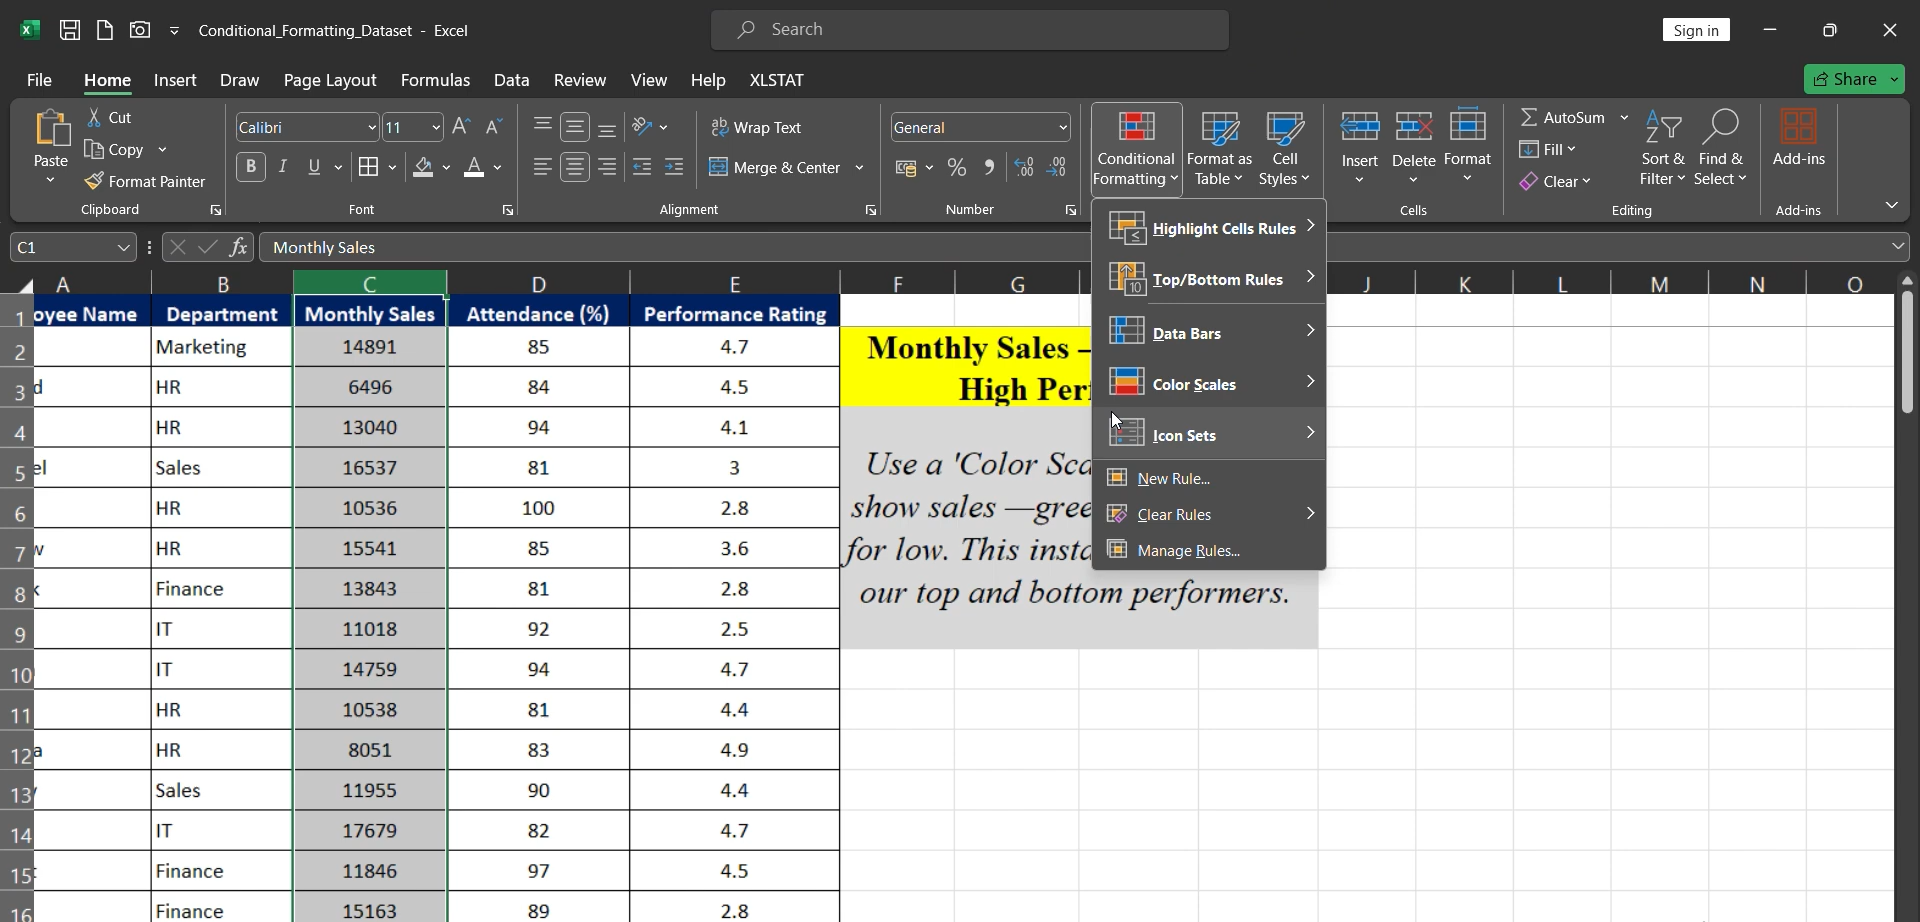 Conditional_Formatting_Dataset - Excel
Search
Sign in
File Home Insert Draw Page Layout Formulas Data Review View Help XLSTAT
Share
Paste
Cut
Copy
Format Painter
Clipboard
Calibri 11
B I U A
Font
Wrap Text
Merge & Center
Alignment
General
% ,
Number
Conditional Formatting
Format as Table
Cell Styles
Insert Delete Format
Cells
AutoSum
Fill
Clear
Sort & Filter
Find & Select
Editing
Add-ins
Add-ins
C1 fx Monthly Sales
Highlight Cells Rules
Top/Bottom Rules
Data Bars
Color Scales
Icon Sets
New Rule...
Clear Rules
Manage Rules...
A B C D E F G J K L M N O
1 oyee Name Department Monthly Sales Attendance (%) Performance Rating
2 Marketing 14891 85 4.7
3 d HR 6496 84 4.5
4 HR 13040 94 4.1
5 el Sales 16537 81 3
6 HR 10536 100 2.8
7 w HR 15541 85 3.6
8 k Finance 13843 81 2.8
9 IT 11018 92 2.5
10 IT 14759 94 4.7
11 HR 10538 81 4.4
12 a HR 8051 83 4.9
13 Sales 11955 90 4.4
14 IT 17679 82 4.7
15 Finance 11846 97 4.5
16 Finance 15163 89 2.8
Monthly Sales –
High Per
Use a 'Color Sca
show sales —gree
for low. This insta
our top and bottom performers.